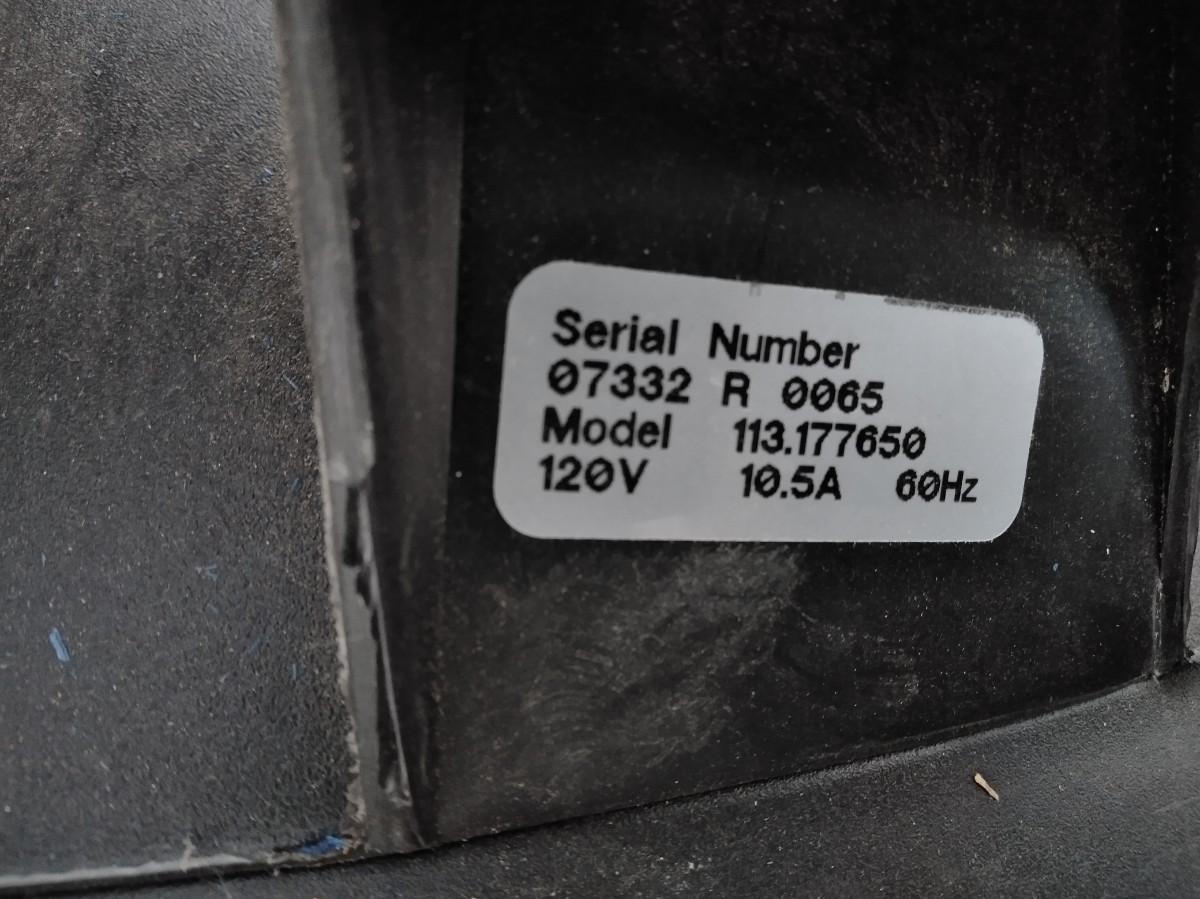 Serial Number
07332 R 0065
Model 113.177650
120V 10.5A 60Hz